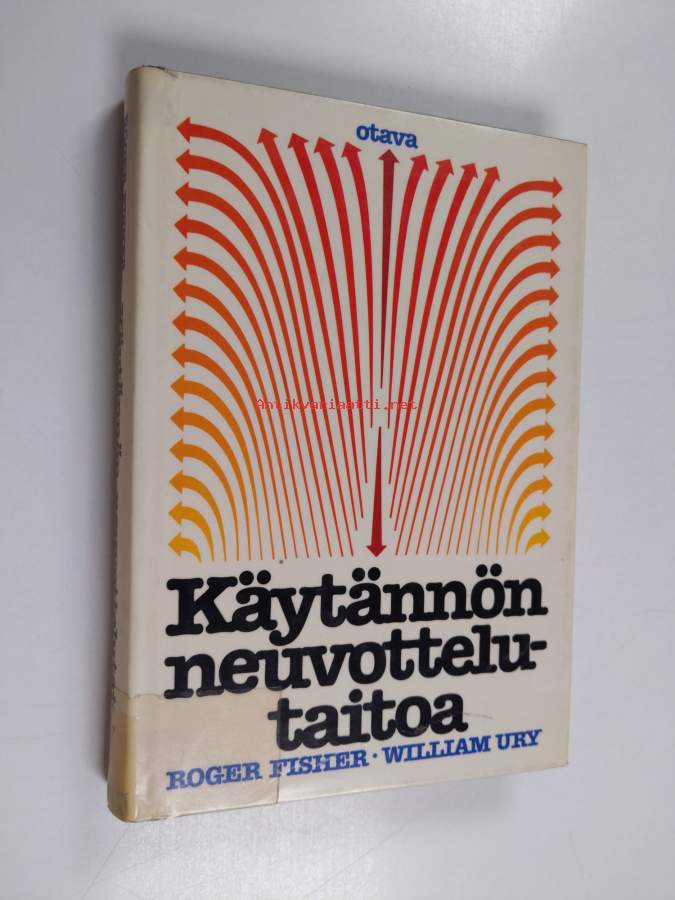 otava
Antikvariaatti.net
Käytännön
neuvottelu-
taitoa
ROGER FISHER · WILLIAM URY